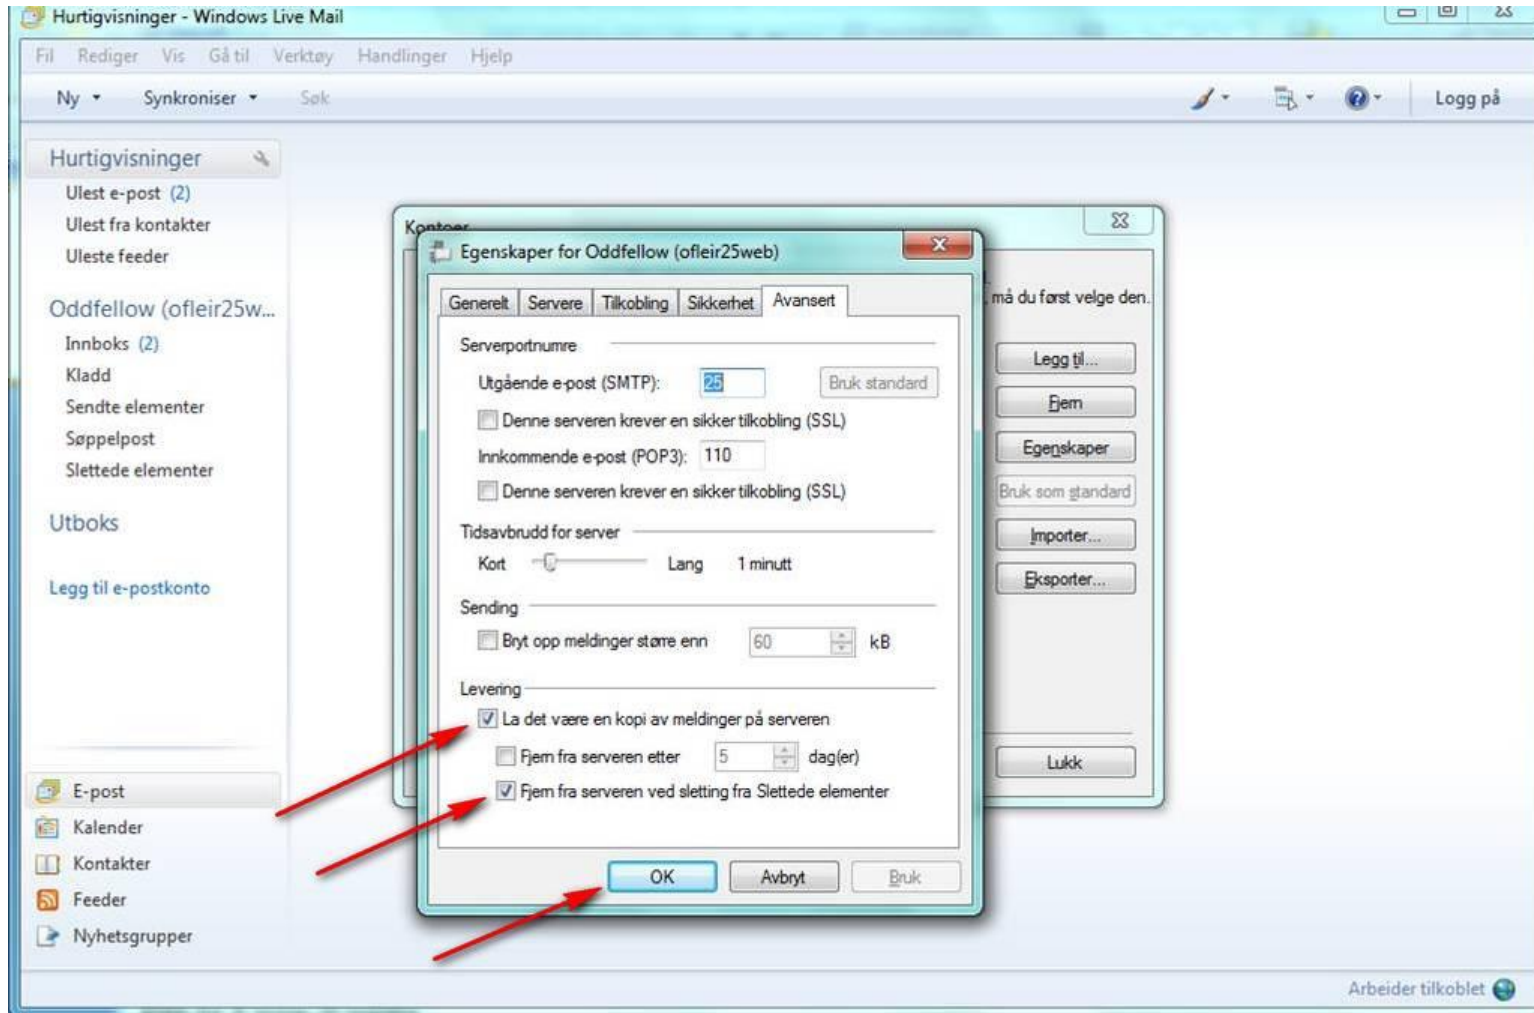 Hurtigvisninger - Windows Live Mail
Fil Rediger Vis Gå til Verktøy Handlinger Hjelp
Ny Synkroniser Søk Logg på
Hurtigvisninger
Ulest e-post (2)
Ulest fra kontakter
Uleste feeder
Oddfellow (ofleir25w...
Innboks (2)
Kladd
Sendte elementer
Søppelpost
Slettede elementer
Utboks
Legg til e-postkonto
E-post
Kalender
Kontakter
Feeder
Nyhetsgrupper
Kontoer
må du først velge den.
Legg til...
Fjern
Egenskaper
Bruk som standard
Importer...
Eksporter...
Lukk
Egenskaper for Oddfellow (ofleir25web)
Generelt Servere Tilkobling Sikkerhet Avansert
Serverportnumre
Utgående e-post (SMTP): 25 Bruk standard
Denne serveren krever en sikker tilkobling (SSL)
Innkommende e-post (POP3): 110
Denne serveren krever en sikker tilkobling (SSL)
Tidsavbrudd for server
Kort Lang 1 minutt
Sending
Bryt opp meldinger større enn 60 kB
Levering
La det være en kopi av meldinger på serveren
Fjern fra serveren etter 5 dag(er)
Fjern fra serveren ved sletting fra Slettede elementer
OK Avbryt Bruk
Arbeider tilkoblet